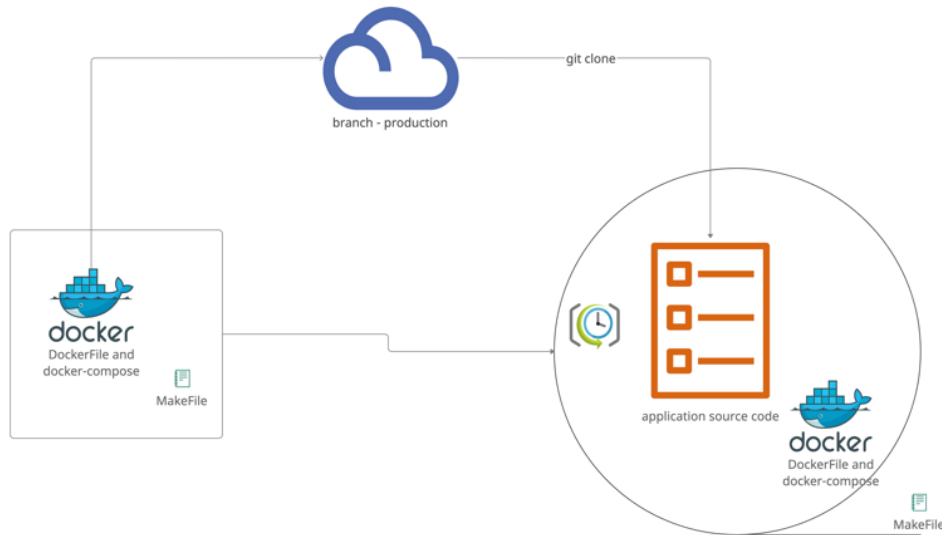 git clone
branch - production
docker
DockerFile and
docker-compose
MakeFile
application source code
docker
DockerFile and
docker-compose
MakeFile